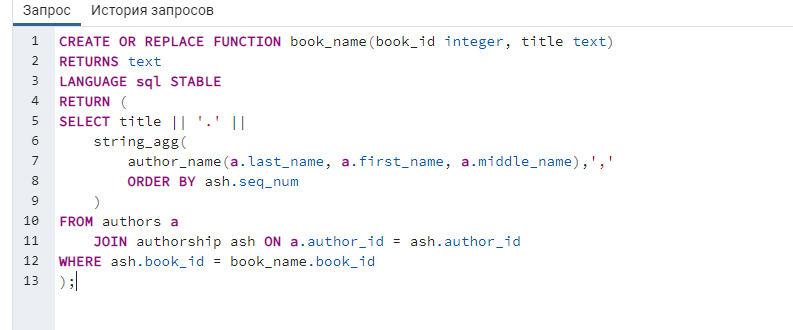 Запрос История запросов
1 CREATE OR REPLACE FUNCTION book_name(book_id integer, title text)
2 RETURNS text
3 LANGUAGE sql STABLE
4 RETURN (
5 SELECT title || '.' ||
6     string_agg(
7         author_name(a.last_name, a.first_name, a.middle_name),','
8         ORDER BY ash.seq_num
9     )
10 FROM authors a
11     JOIN authorship ash ON a.author_id = ash.author_id
12 WHERE ash.book_id = book_name.book_id
13 );